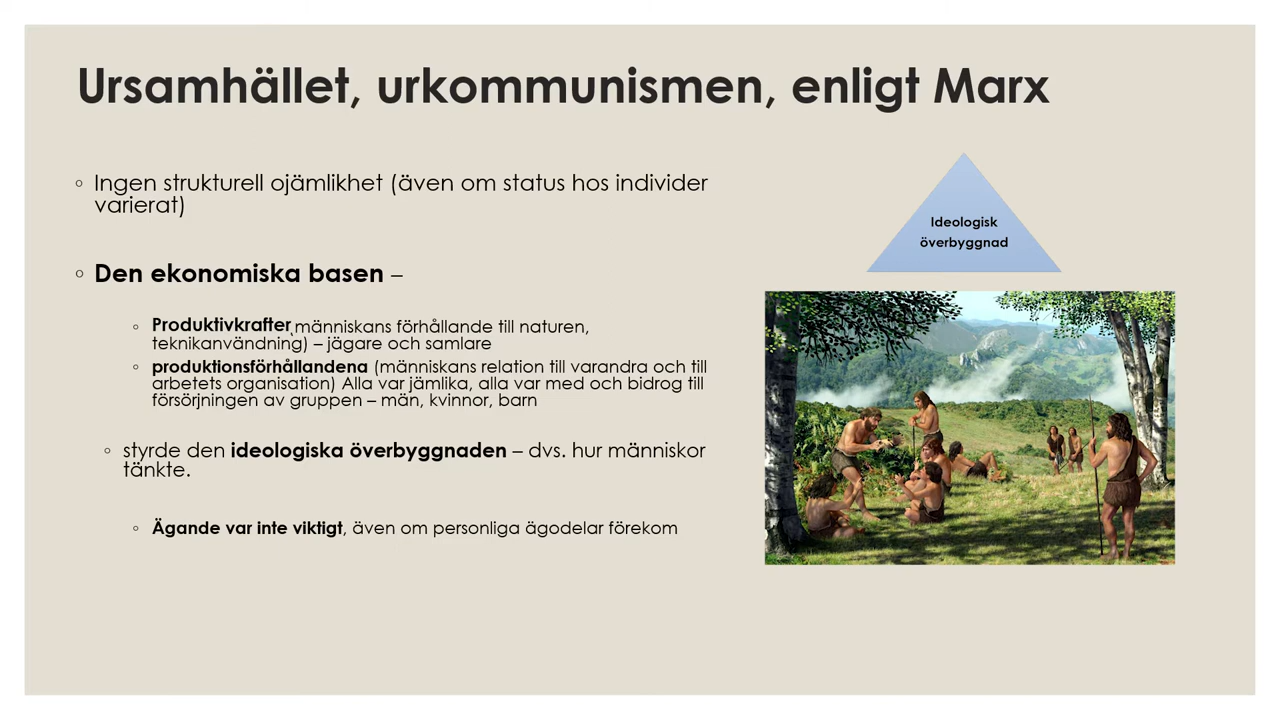 Ursamhället, urkommunismen, enligt Marx
◦ Ingen strukturell ojämlikhet (även om status hos individer
varierat)
◦ Den ekonomiska basen –
◦ Produktivkrafter människans förhållande till naturen,
teknikanvändning) – jägare och samlare
◦ produktionsförhållandena (människans relation till varandra och till
arbetets organisation) Alla var jämlika, alla var med och bidrog till
försörjningen av gruppen – män, kvinnor, barn
◦ styrde den ideologiska överbyggnaden – dvs. hur människor
tänkte.
◦ Ägande var inte viktigt, även om personliga ägodelar förekom
Ideologisk
överbyggnad